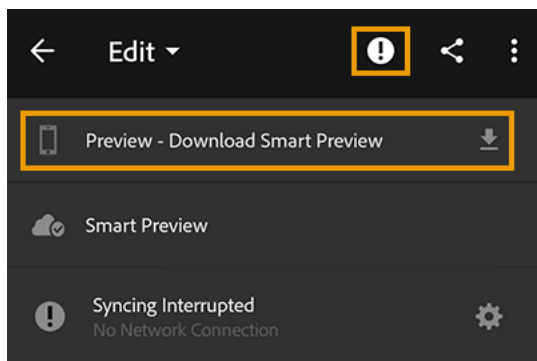 Edit
Preview - Download Smart Preview
Smart Preview
Syncing Interrupted
No Network Connection